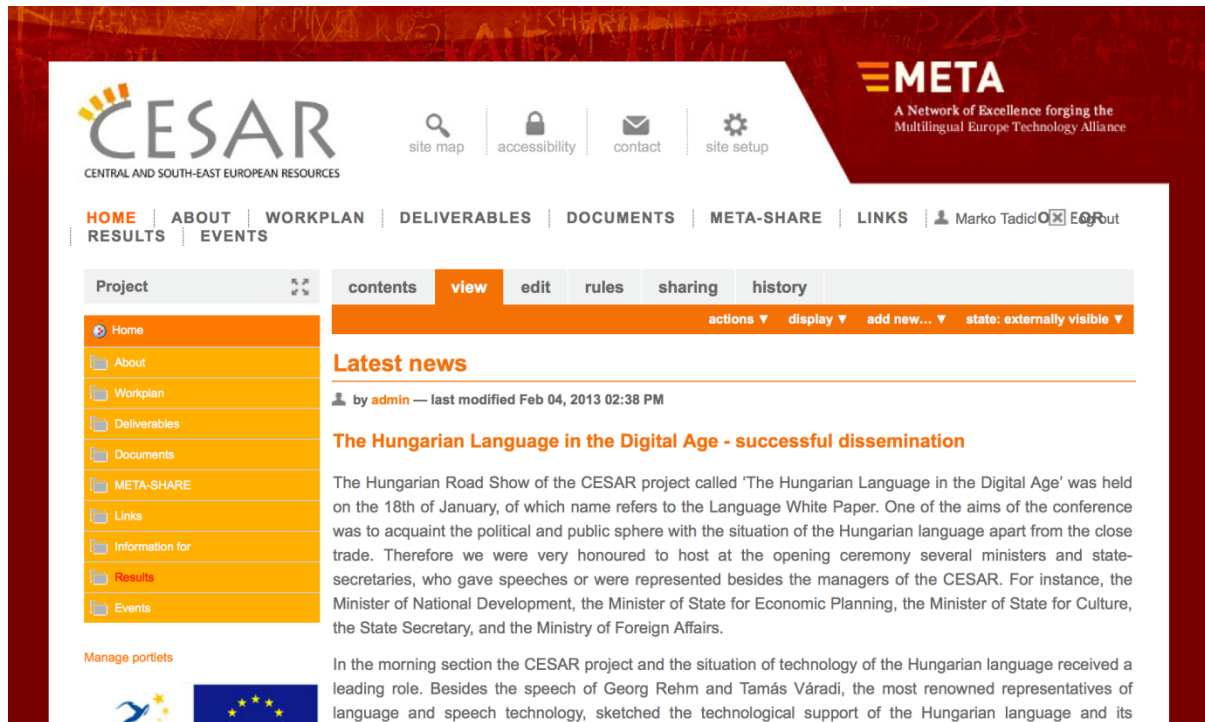 META
A Network of Excellence forging the
Multilingual Europe Technology Alliance
CESAR
CENTRAL AND SOUTH-EAST EUROPEAN RESOURCES
site map
accessibility
contact
site setup
HOME ABOUT WORKPLAN DELIVERABLES DOCUMENTS META-SHARE LINKS Marko Tadić
RESULTS EVENTS
Project
contents view edit rules sharing history
actions ▼ display ▼ add new... ▼ state: externally visible ▼
Home
About
Workplan
Deliverables
Documents
META-SHARE
Links
Information for
Results
Events
Manage portlets
Latest news
by admin — last modified Feb 04, 2013 02:38 PM
The Hungarian Language in the Digital Age - successful dissemination
The Hungarian Road Show of the CESAR project called 'The Hungarian Language in the Digital Age' was held
on the 18th of January, of which name refers to the Language White Paper. One of the aims of the conference
was to acquaint the political and public sphere with the situation of the Hungarian language apart from the close
trade. Therefore we were very honoured to host at the opening ceremony several ministers and state-
secretaries, who gave speeches or were represented besides the managers of the CESAR. For instance, the
Minister of National Development, the Minister of State for Economic Planning, the Minister of State for Culture,
the State Secretary, and the Ministry of Foreign Affairs.
In the morning section the CESAR project and the situation of technology of the Hungarian language received a
leading role. Besides the speech of Georg Rehm and Tamás Váradi, the most renowned representatives of
language and speech technology, sketched the technological support of the Hungarian language and its